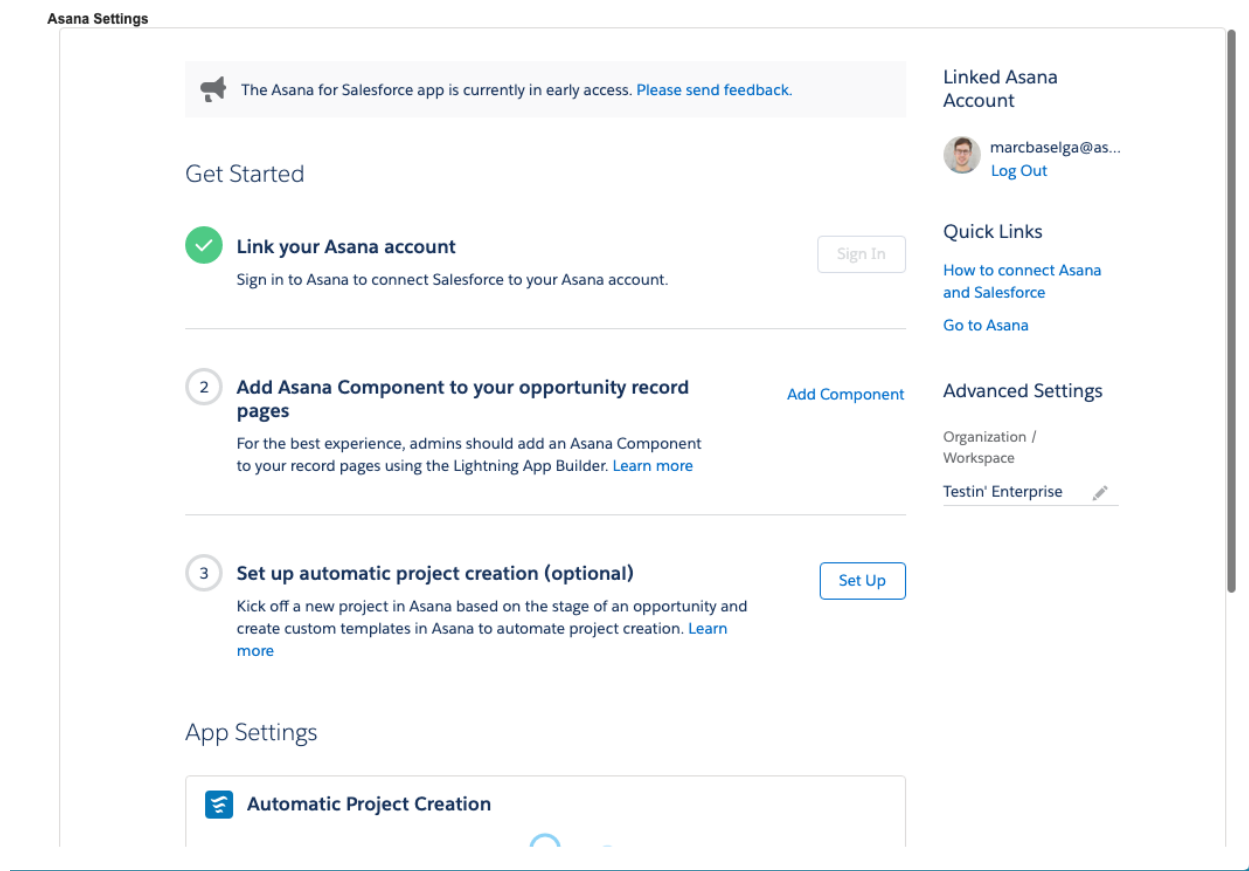 Asana Settings
The Asana for Salesforce app is currently in early access. Please send feedback.
Get Started
Link your Asana account
Sign in to Asana to connect Salesforce to your Asana account.
Sign In
2
Add Asana Component to your opportunity record
pages
For the best experience, admins should add an Asana Component
to your record pages using the Lightning App Builder. Learn more
Add Component
3
Set up automatic project creation (optional)
Kick off a new project in Asana based on the stage of an opportunity and
create custom templates in Asana to automate project creation. Learn
more
Set Up
App Settings
Automatic Project Creation
Linked Asana
Account
marcbaselga@as...
Log Out
Quick Links
How to connect Asana
and Salesforce
Go to Asana
Advanced Settings
Organization /
Workspace
Testin' Enterprise